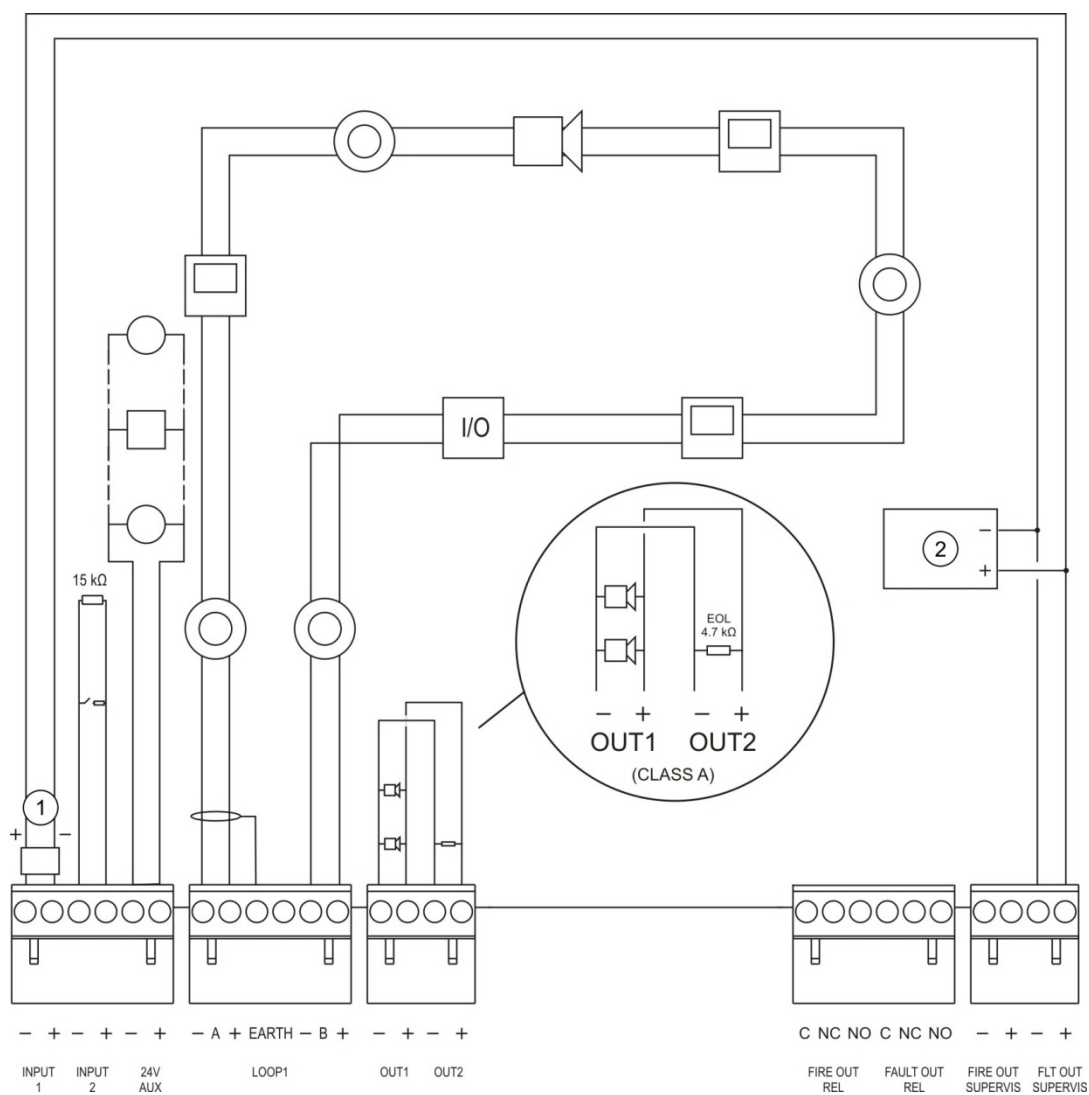 I/O
2
-
+
15 kΩ
EOL
4.7 kΩ
- + - +
OUT1 OUT2
(CLASS A)
1
+ -
- + - + - + - A + EARTH - B + - + - + C NC NO C NC NO - + - +
INPUT 1 INPUT 2 24V AUX LOOP1 OUT1 OUT2 FIRE OUT REL FAULT OUT REL FIRE OUT SUPERVIS FLT OUT SUPERVIS